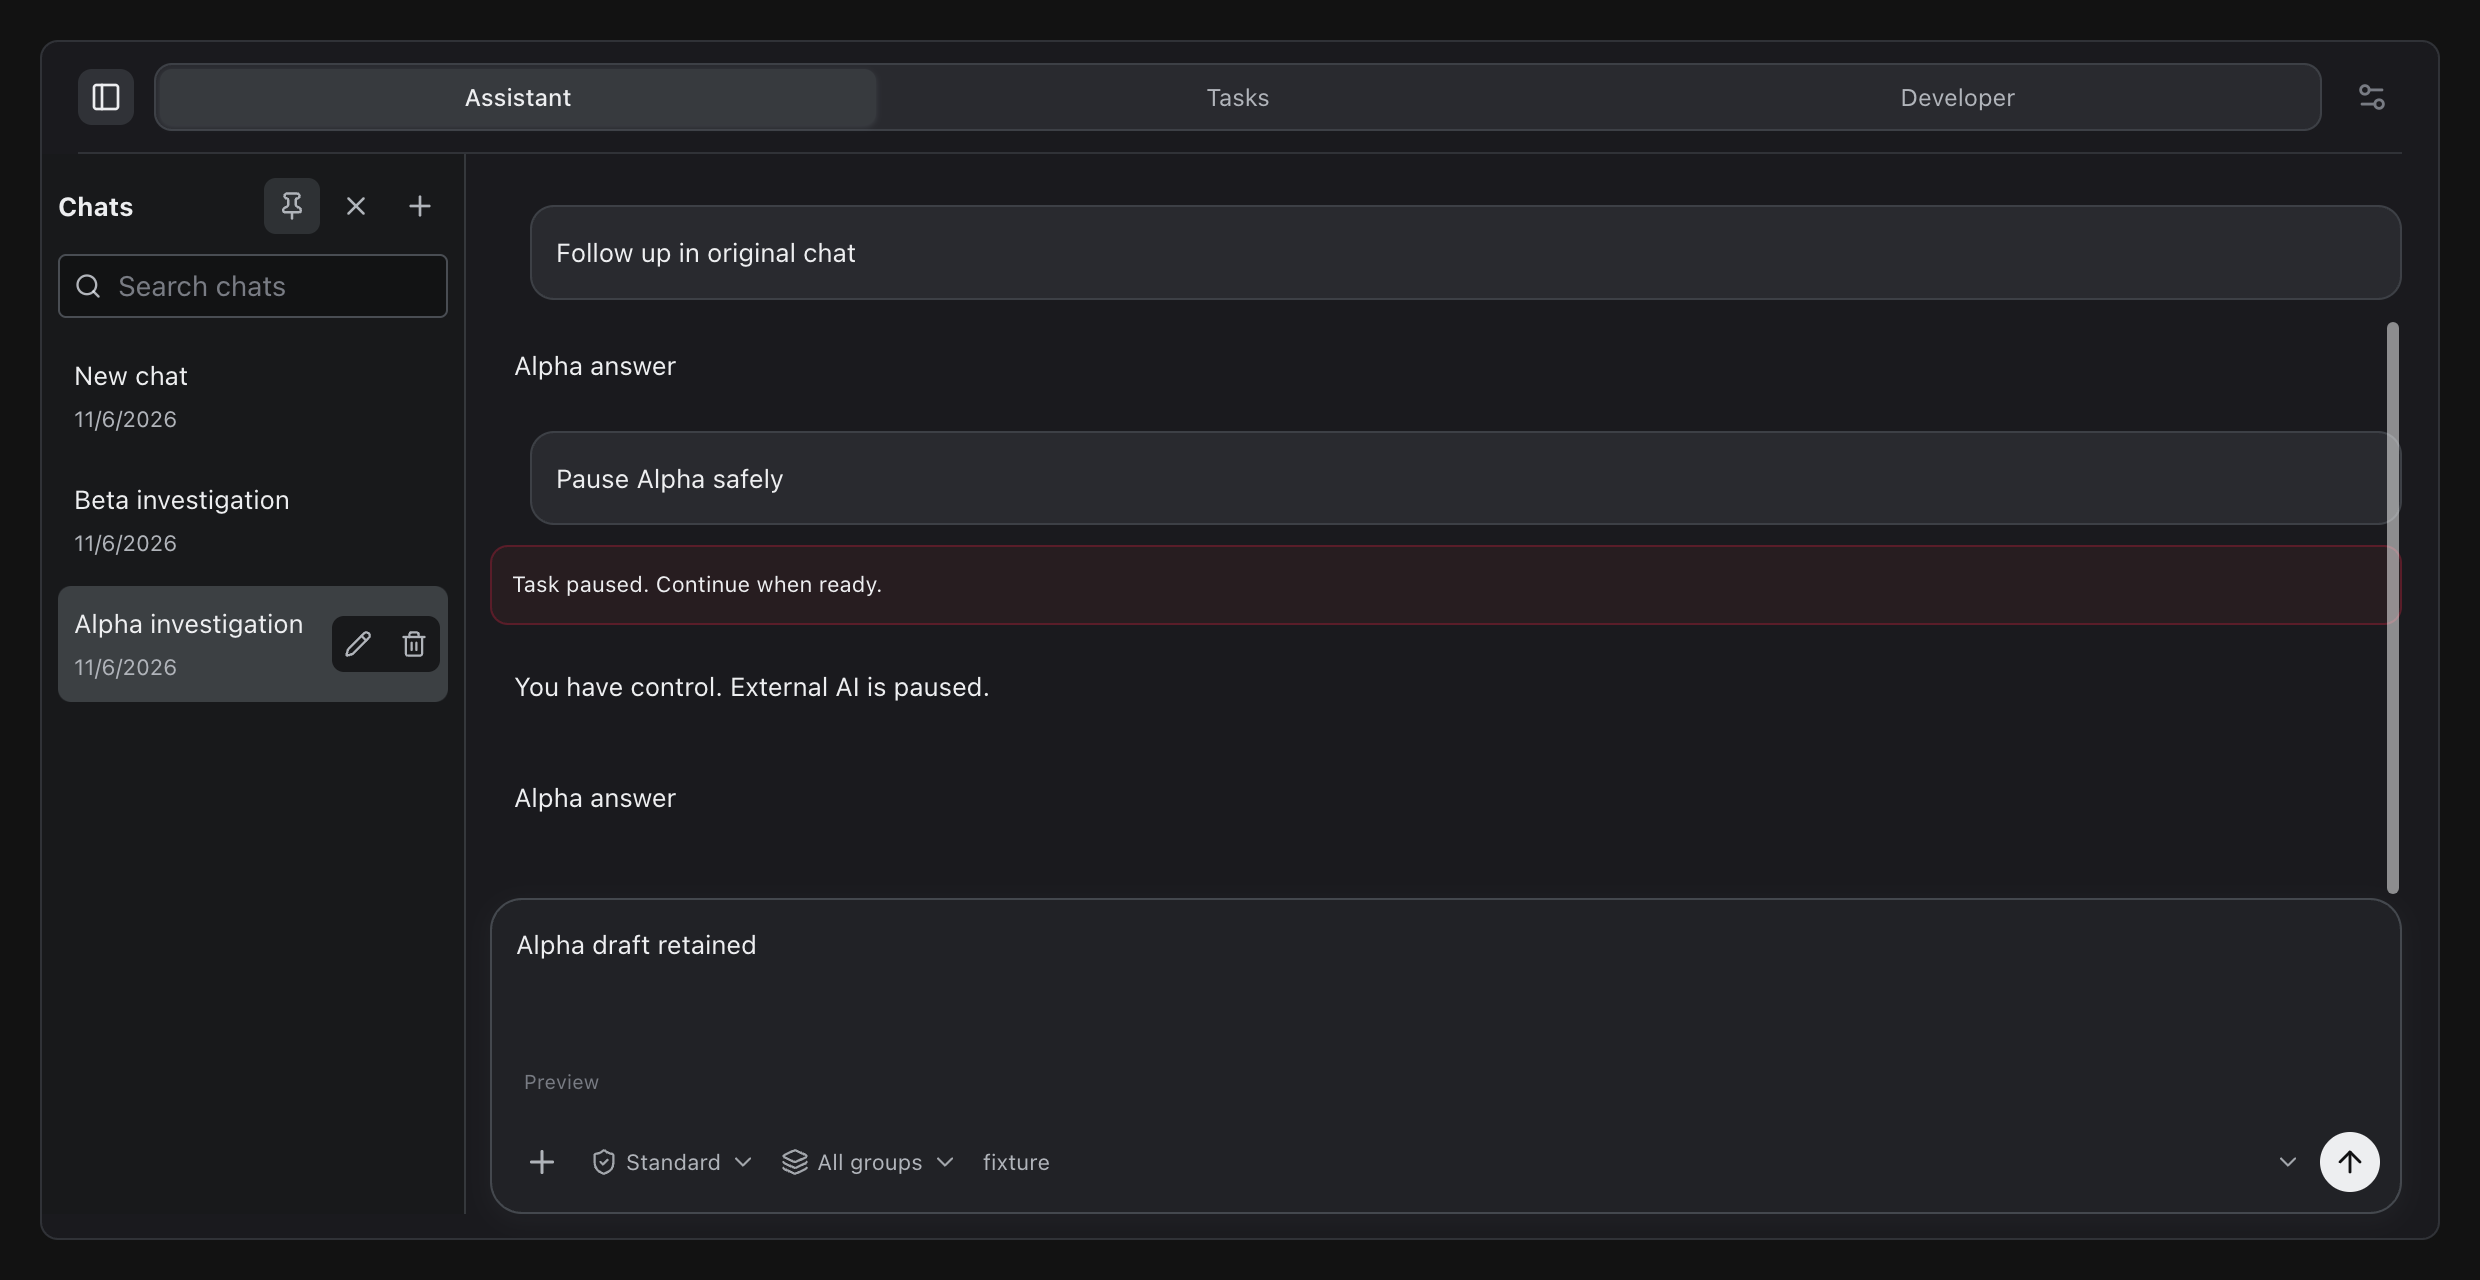 Assistant
Tasks
Developer
Chats
Search chats
New chat
11/6/2026
Beta investigation
11/6/2026
Alpha investigation
11/6/2026
Follow up in original chat
Alpha answer
Pause Alpha safely
Task paused. Continue when ready.
You have control. External AI is paused.
Alpha answer
Alpha draft retained
Preview
Standard
All groups
fixture